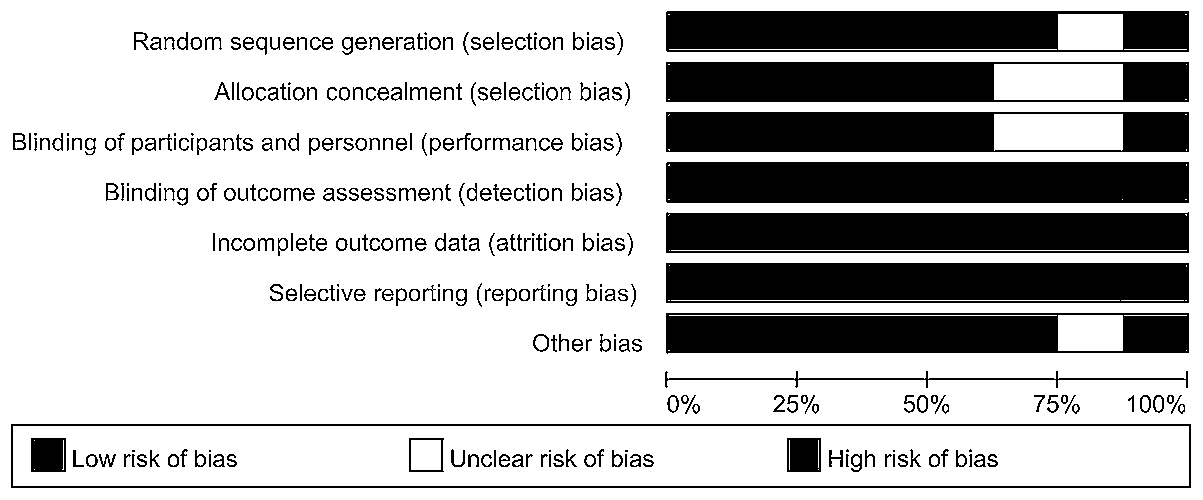 Random sequence generation (selection bias)
Allocation concealment (selection bias)
Blinding of participants and personnel (performance bias)
Blinding of outcome assessment (detection bias)
Incomplete outcome data (attrition bias)
Selective reporting (reporting bias)
Other bias
0% 25% 50% 75% 100%
Low risk of bias Unclear risk of bias High risk of bias